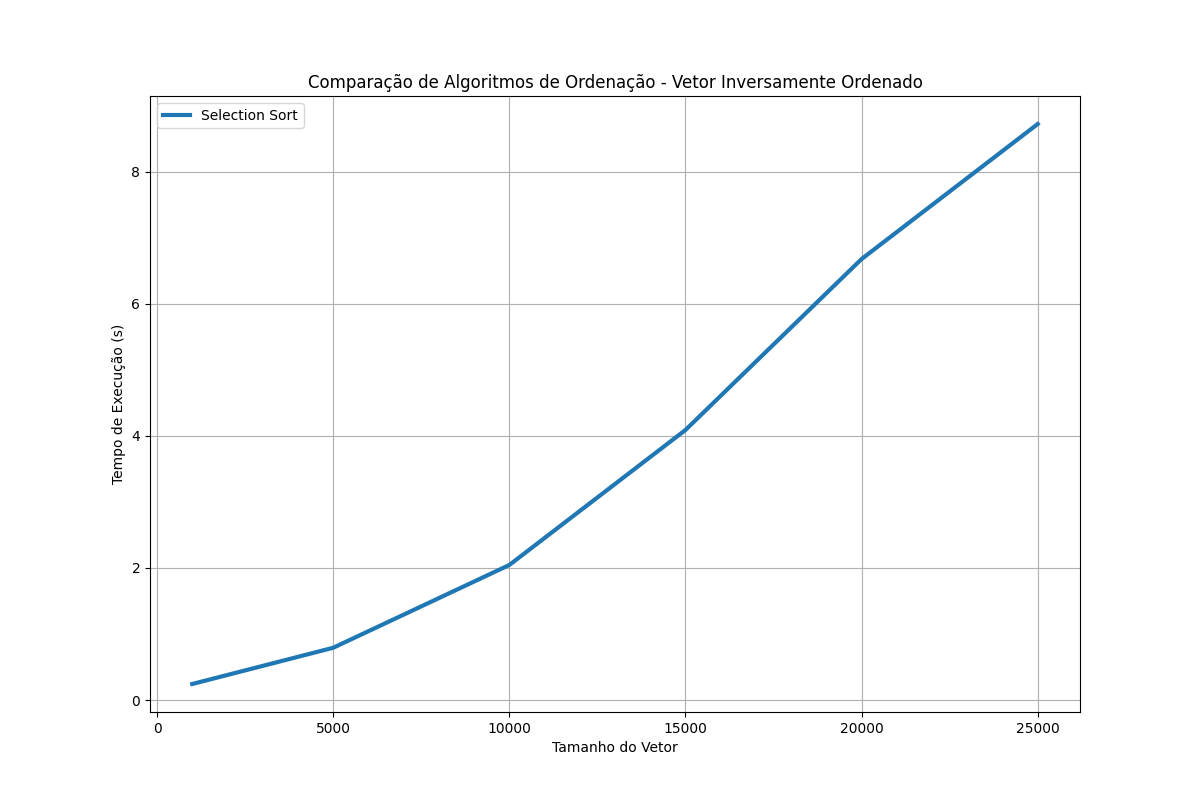 Comparação de Algoritmos de Ordenação - Vetor Inversamente Ordenado
Selection Sort
8
6
4
2
0
Tempo de Execução (s)
0 5000 10000 15000 20000 25000
Tamanho do Vetor